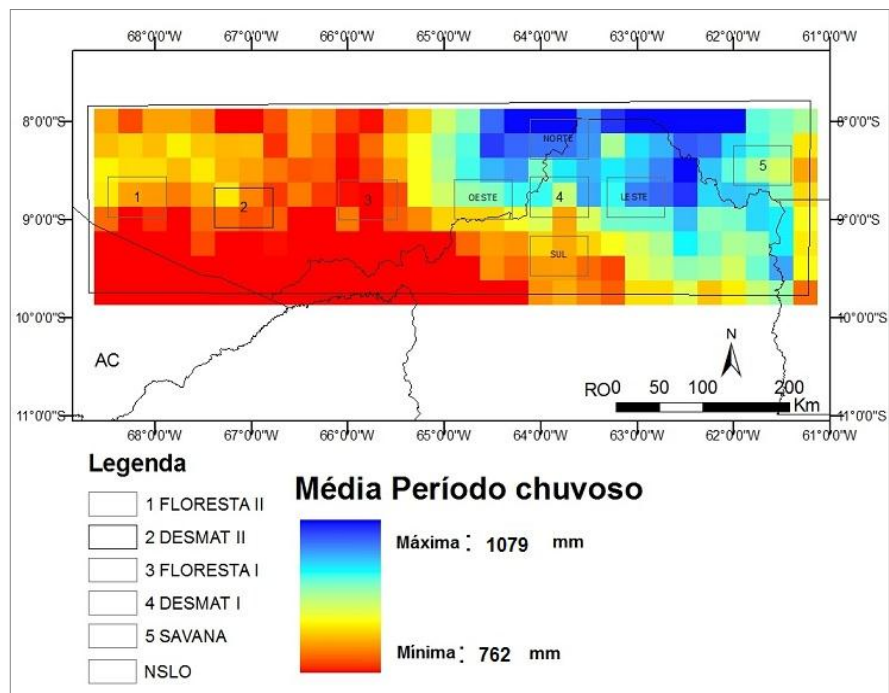 68°0'0"W 67°0'0"W 66°0'0"W 65°0'0"W 64°0'0"W 63°0'0"W 62°0'0"W 61°0'0"W
8°0'0"S 8°0'0"S
NORTE
5
1 2 3 OESTE 4 LESTE
9°0'0"S 9°0'0"S
SUL
10°0'0"S 10°0'0"S
N
AC
RO 0 50 100 200
Km
11°0'0"S 11°0'0"S
68°0'0"W 67°0'0"W 66°0'0"W 65°0'0"W 64°0'0"W 63°0'0"W 62°0'0"W 61°0'0"W
Legenda
1 FLORESTA II
2 DESMAT II
3 FLORESTA I
4 DESMAT I
5 SAVANA
NSLO
Média Período chuvoso
Máxima : 1079 mm
Mínima : 762 mm